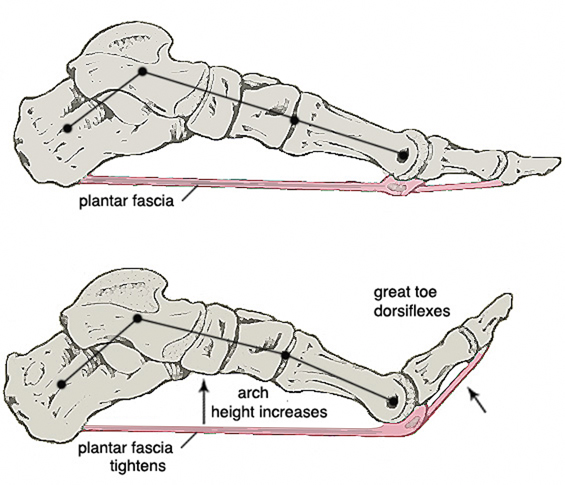 plantar fascia
great toe
dorsiflexes
arch
height increases
plantar fascia
tightens